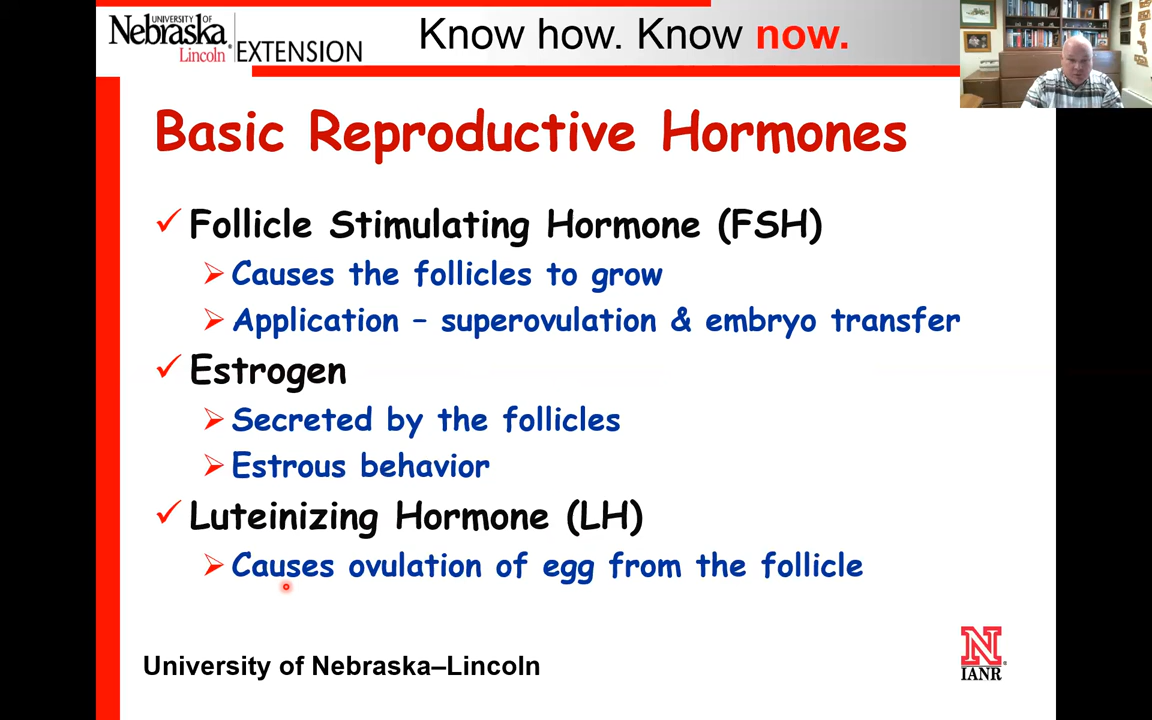 UNIVERSITY OF
Nebraska
Lincoln
EXTENSION
Know how. Know now.
Basic Reproductive Hormones
Follicle Stimulating Hormone (FSH)
Causes the follicles to grow
Application – superovulation & embryo transfer
Estrogen
Secreted by the follicles
Estrous behavior
Luteinizing Hormone (LH)
Causes ovulation of egg from the follicle
University of Nebraska–Lincoln
N
IANR